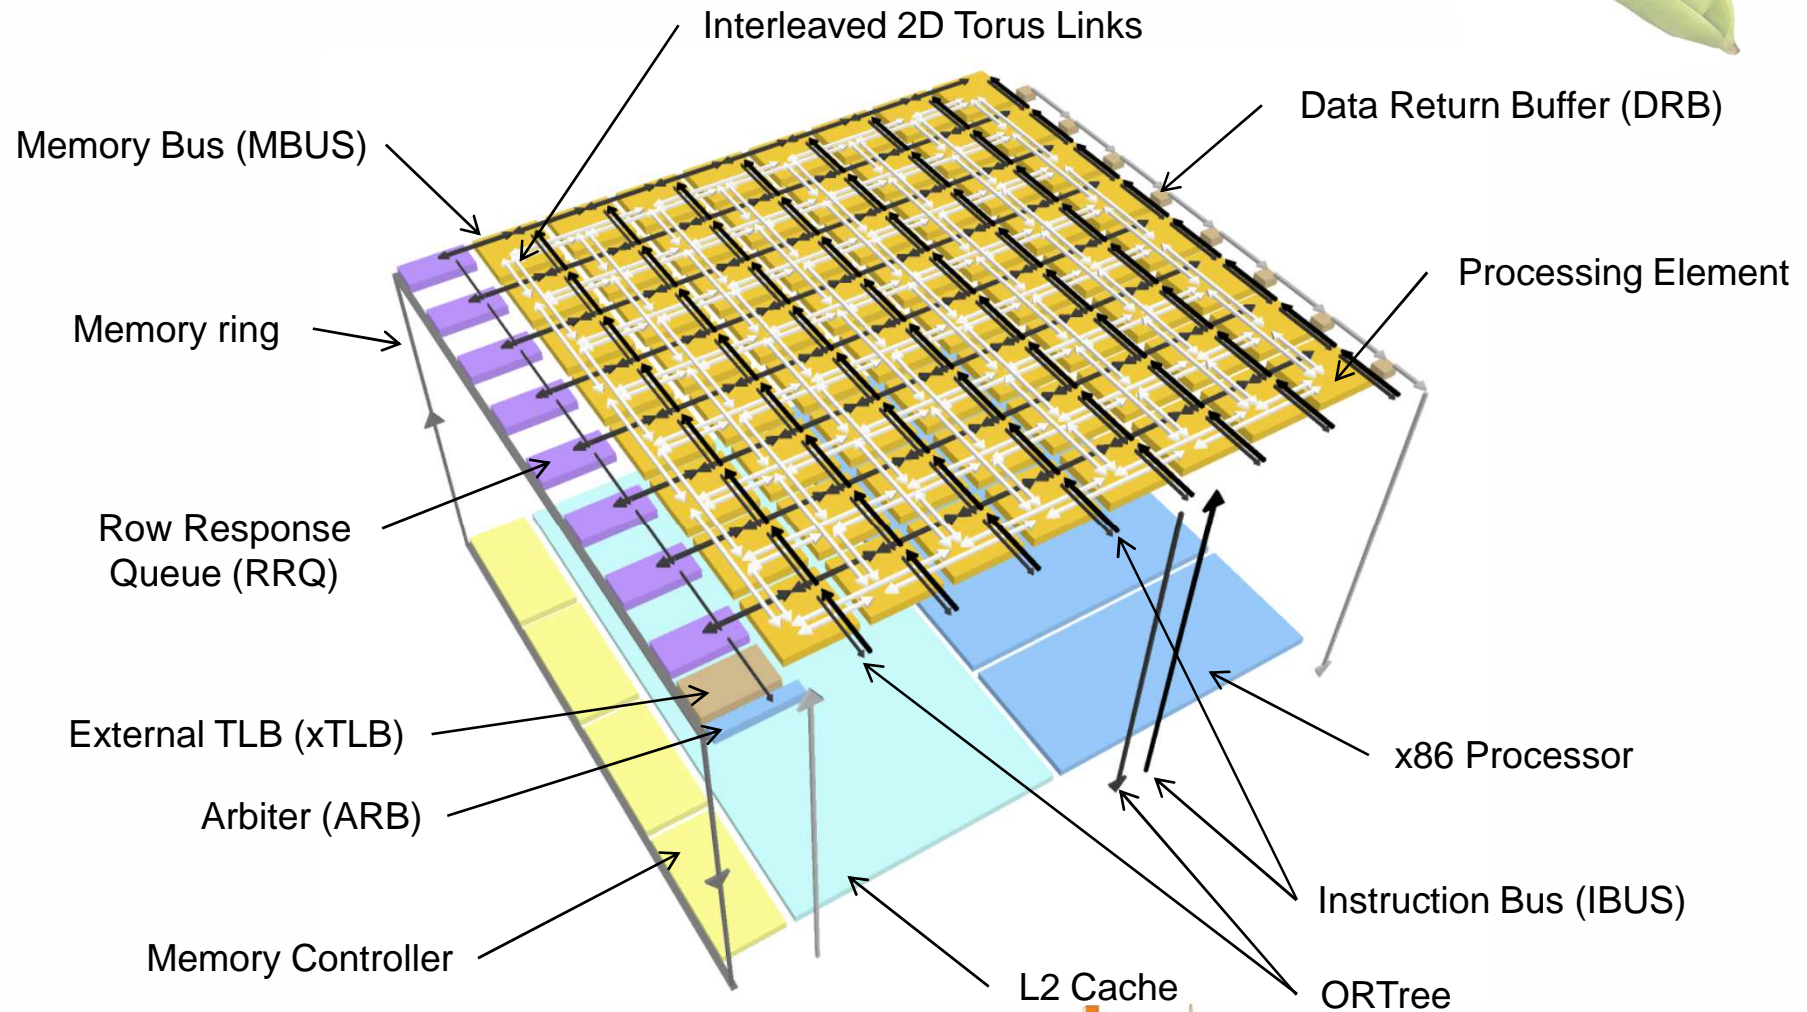 Interleaved 2D Torus Links
Data Return Buffer (DRB)
Memory Bus (MBUS)
Processing Element
Memory ring
Row Response
Queue (RRQ)
External TLB (xTLB)
x86 Processor
Arbiter (ARB)
Instruction Bus (IBUS)
Memory Controller
L2 Cache
ORTree